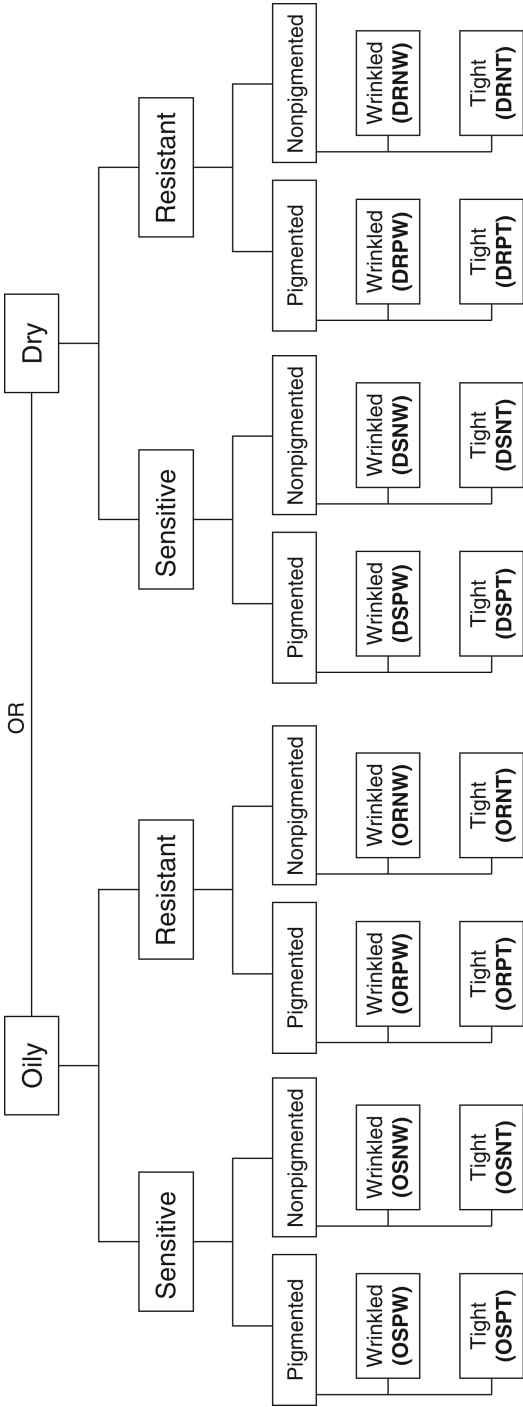 OR
Oily
Dry
Sensitive
Resistant
Sensitive
Resistant
Pigmented
Nonpigmented
Pigmented
Nonpigmented
Pigmented
Nonpigmented
Pigmented
Nonpigmented
Wrinkled
(OSPW)
Wrinkled
(OSNW)
Wrinkled
(ORPW)
Wrinkled
(ORNW)
Wrinkled
(DSPW)
Wrinkled
(DSNW)
Wrinkled
(DRPW)
Wrinkled
(DRNW)
Tight
(OSPT)
Tight
(OSNT)
Tight
(ORPT)
Tight
(ORNT)
Tight
(DSPT)
Tight
(DSNT)
Tight
(DRPT)
Tight
(DRNT)